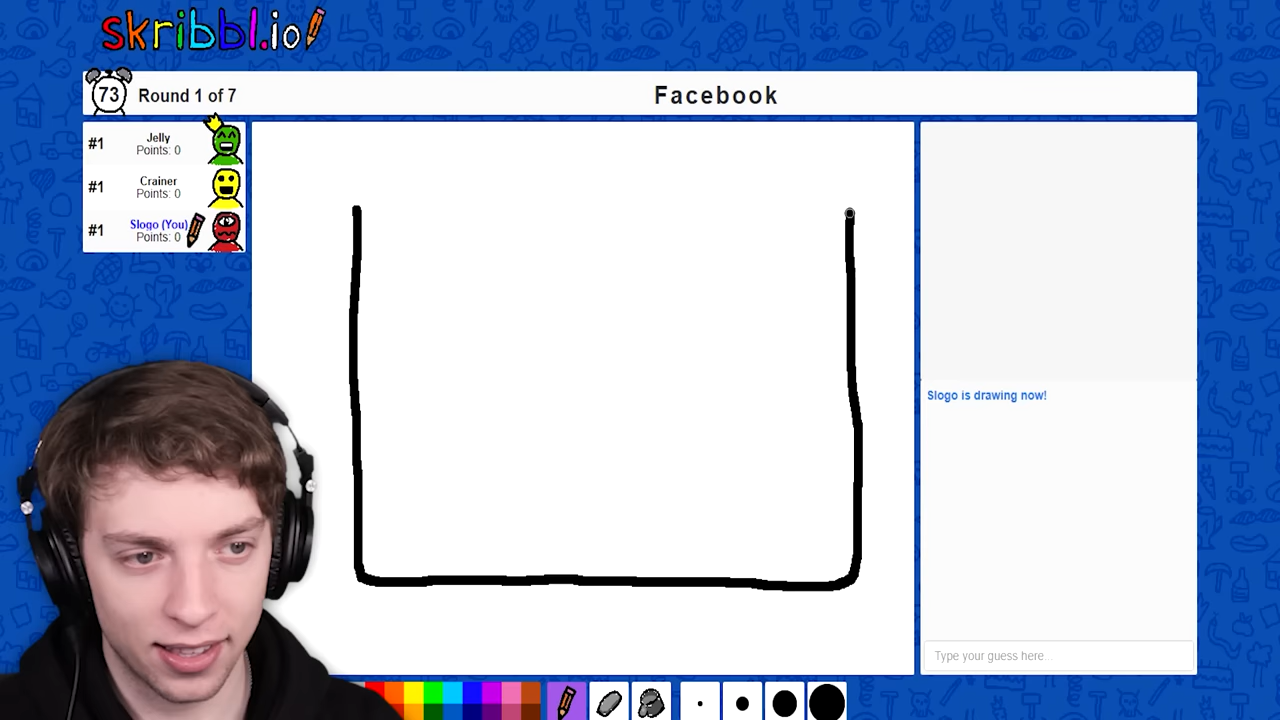 skribbl.io
73
Round 1 of 7
Facebook
#1
Jelly
Points: 0
#1
Crainer
Points: 0
#1
Slogo (You)
Points: 0
Slogo is drawing now!
Type your guess here...